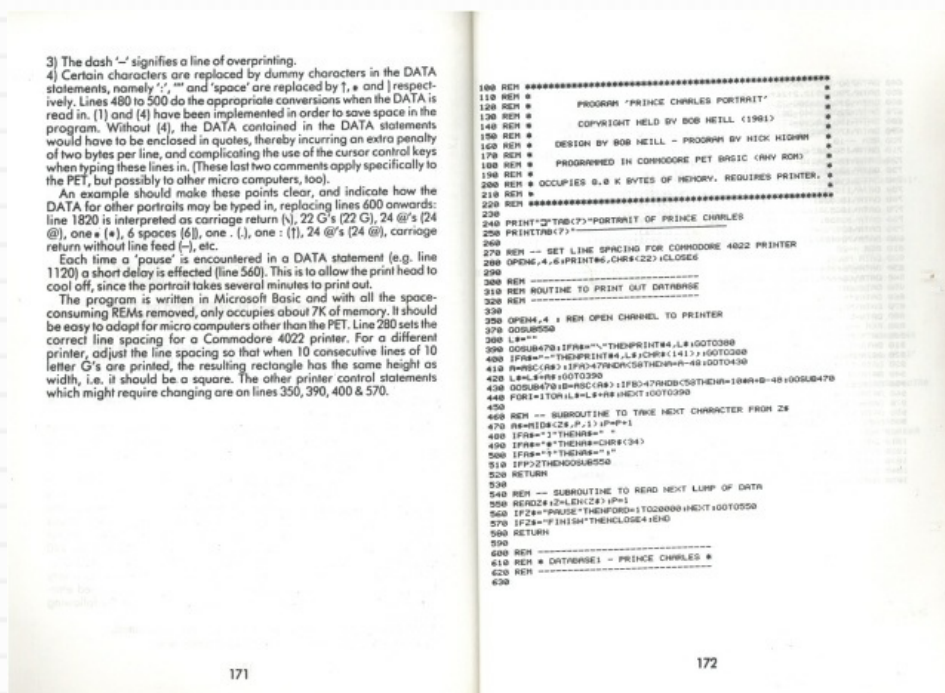 3) The dash '–' signifies a line of overprinting.
4) Certain characters are replaced by dummy characters in the DATA
statements, namely ':', '"' and 'space' are replaced by ↑, * and ] respect-
ively. Lines 480 to 500 do the appropriate conversions when the DATA is
read in. (1) and (4) have been implemented in order to save space in the
program. Without (4), the DATA contained in the DATA statements
would have to be enclosed in quotes, thereby incurring an extra penalty
of two bytes per line, and complicating the use of the cursor control keys
when typing these lines in. (These last two comments apply specifically to
the PET, but possibly to other micro computers, too).
An example should make these points clear, and indicate how the
DATA for other portraits may be typed in, replacing lines 600 onwards:
line 1820 is interpreted as carriage return (\), 22 G's (22 G), 24 @'s (24
@), one * (*), 6 spaces (6]), one . (.), one : (↑), 24 @'s (24 @), carriage
return without line feed (–), etc.
Each time a 'pause' is encountered in a DATA statement (e.g. line
1120) a short delay is effected (line 560). This is to allow the print head to
cool off, since the portrait takes several minutes to print out.
The program is written in Microsoft Basic and with all the space-
consuming REMs removed, only occupies about 7K of memory. It should
be easy to adapt for micro computers other than the PET. Line 280 sets the
correct line spacing for a Commodore 4022 printer. For a different
printer, adjust the line spacing so that when 10 consecutive lines of 10
letter G's are printed, the resulting rectangle has the same height as
width, i.e. it should be a square. The other printer control statements
which might require changing are on lines 350, 390, 400 & 570.
171
100 REM ****************************************
110 REM * *
120 REM * PROGRAM 'PRINCE CHARLES PORTRAIT' *
130 REM * *
140 REM * COPYRIGHT HELD BY BOB NEILL (1981) *
150 REM * *
160 REM * DESIGN BY BOB NEILL - PROGRAM BY NICK HIGHAM *
170 REM * *
180 REM * PROGRAMMED IN COMMODORE PET BASIC (ANY ROM) *
190 REM * *
200 REM * OCCUPIES 8.0 K BYTES OF MEMORY. REQUIRES PRINTER. *
210 REM * *
220 REM ****************************************
230
240 PRINT"TAB(7)"PORTRAIT OF PRINCE CHARLES
250 PRINTTAB(7)"
260
270 REM -- SET LINE SPACING FOR COMMODORE 4022 PRINTER
280 OPEN6,4,6:PRINT#6,CHR$(22):CLOSE6
290
300 REM ------------------------------
310 REM ROUTINE TO PRINT OUT DATABASE
320 REM ------------------------------
330
350 OPEN4,4 : REM OPEN CHANNEL TO PRINTER
370 GOSUB550
380 L$=""
390 GOSUB470:IFA$="\"THENPRINT#4,L$:GOTO380
400 IFA$="-"THENPRINT#4,L$;CHR$(141);:GOTO380
410 A=ASC(A$):IFA>47ANDA<58THENA=A-48:GOTO430
420 L$=L$+A$:GOTO390
430 GOSUB470:B=ASC(A$):IFB>47ANDB<58THENA=10*A+B-48:GOSUB470
440 FORI=1TOA:L$=L$+A$:NEXT:GOTO390
450
460 REM -- SUBROUTINE TO TAKE NEXT CHARACTER FROM Z$
470 A$=MID$(Z$,P,1):P=P+1
480 IFA$="]"THENA$=" "
490 IFA$="*"THENA$=CHR$(34)
500 IFA$="↑"THENA$=":"
510 IFP>ZTHENGOSUB550
520 RETURN
530
540 REM -- SUBROUTINE TO READ NEXT LUMP OF DATA
550 READZ$:Z=LEN(Z$):P=1
560 IFZ$="PAUSE"THENFORD=1TO20000:NEXT:GOTO550
570 IFZ$="FINISH"THENCLOSE4:END
580 RETURN
590
600 REM ------------------------------
610 REM * DATABASE1 - PRINCE CHARLES *
620 REM ------------------------------
630
172